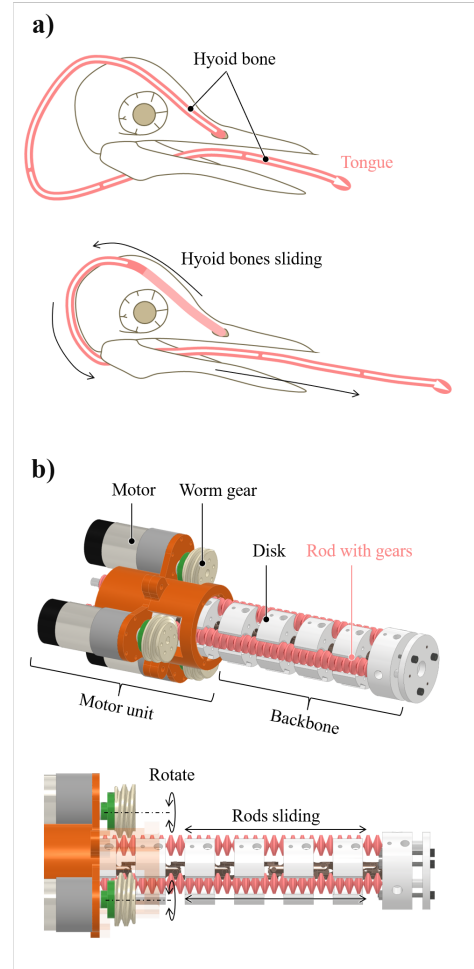 a)
Hyoid bone
Tongue
Hyoid bones sliding
b)
Motor
Worm gear
Disk
Rod with gears
Motor unit
Backbone
Rotate
Rods sliding